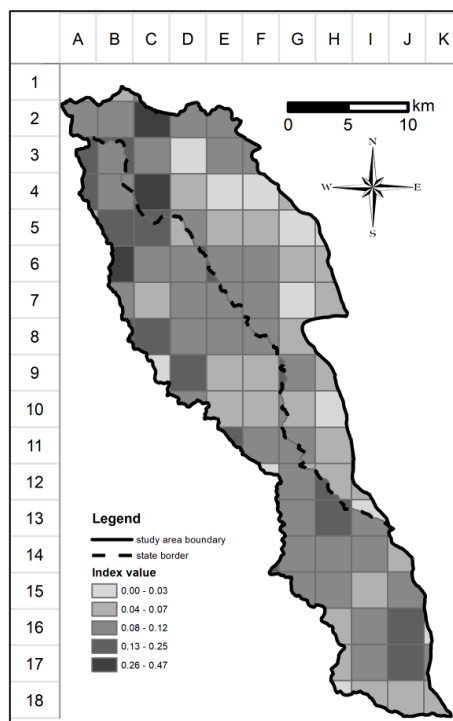 A B C D E F G H I J K
1
2
3
4
5
6
7
8
9
10
11
12
13
14
15
16
17
18
km
0 5 10
N
W E
S
Legend
study area boundary
state border
Index value
0.00 - 0.03
0.04 - 0.07
0.08 - 0.12
0.13 - 0.25
0.26 - 0.47